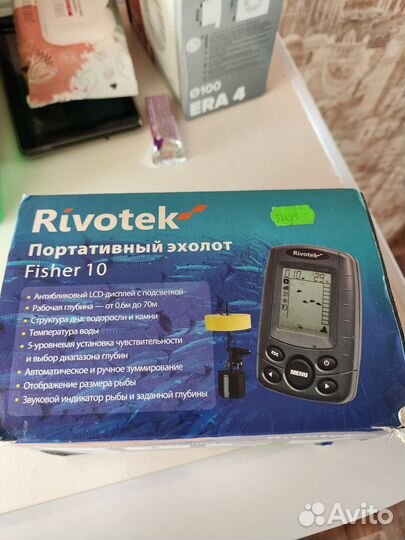 Ø100
ERA 4
Rivotek
51495
Портативный эхолот
Fisher 10
Антибликовый LCD-дисплей с подсветкой
Рабочая глубина — от 0,6м до 70м
Структура дна: водоросли и камни
Температура воды
5-уровневая установка чувствительности
и выбор диапазона глубин
Автоматическое и ручное зуммирование
Отображение размера рыбы
Звуковой индикатор рыбы и заданной глубины
Rivotek
ESC
MENU
Avito